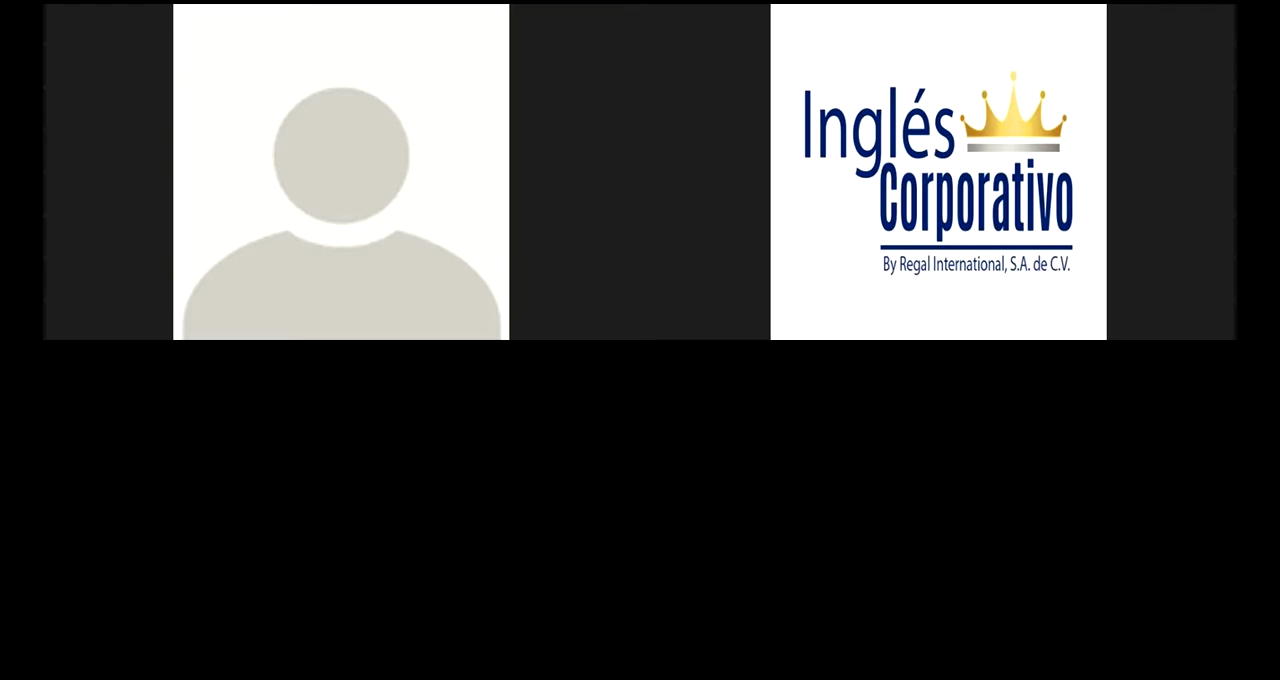 Inglés
Corporativo
By Regal International, S.A. de C.V.